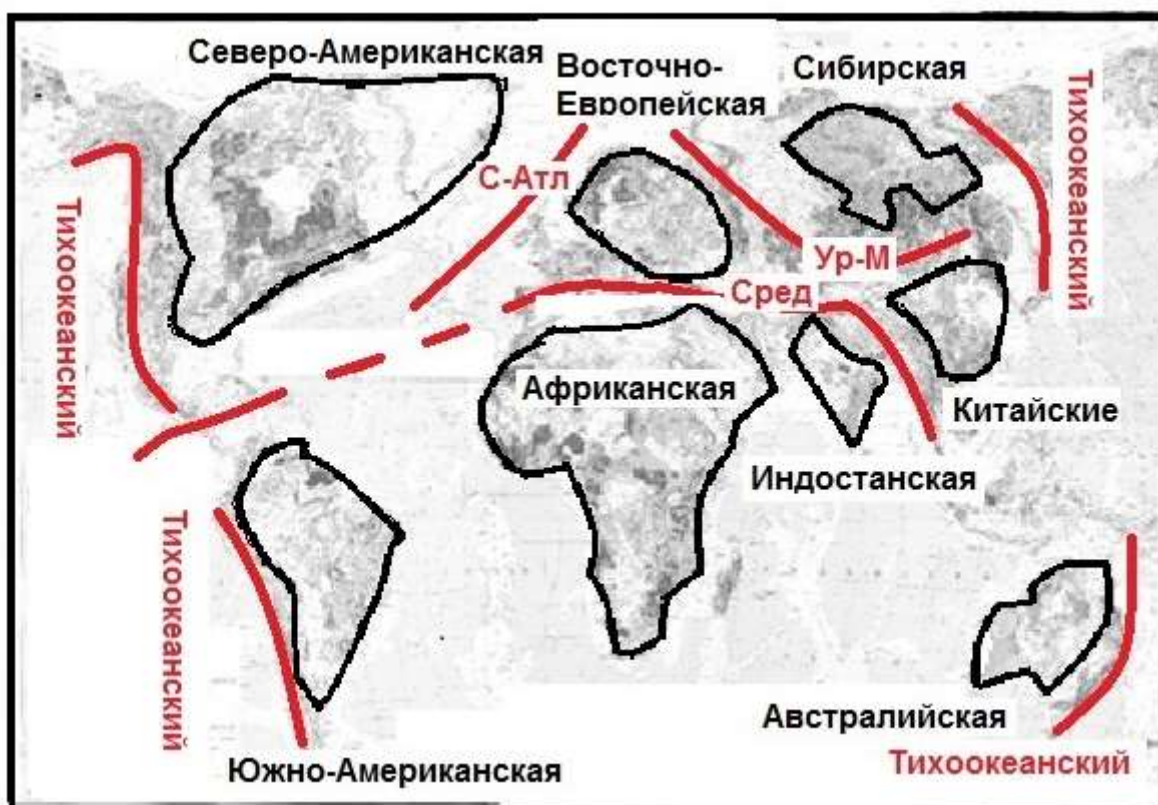 Северо-Американская
Восточно-
Европейская
Сибирская
Тихоокеанский
С-Атл
Тихоокеанский
Ур-М
Сред
Африканская
Китайские
Индостанская
Тихоокеанский
Австралийская
Тихоокеанский
Южно-Американская